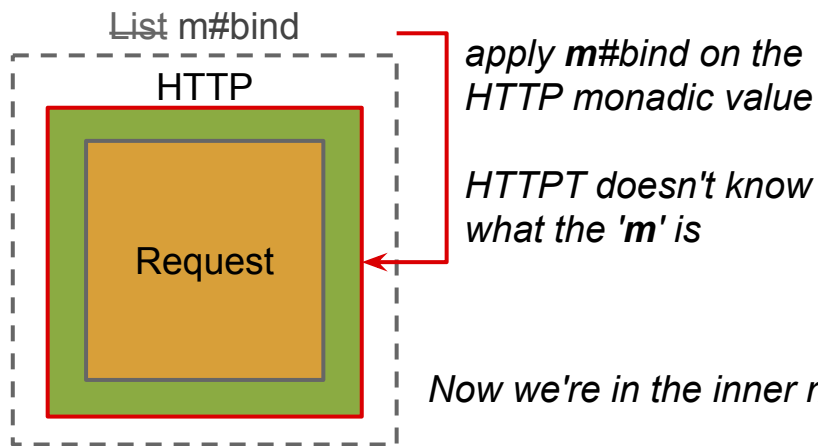 List m#bind
HTTP
Request
apply m#bind on the
HTTP monadic value
HTTPT doesn't know
what the 'm' is
Now we're in the inner